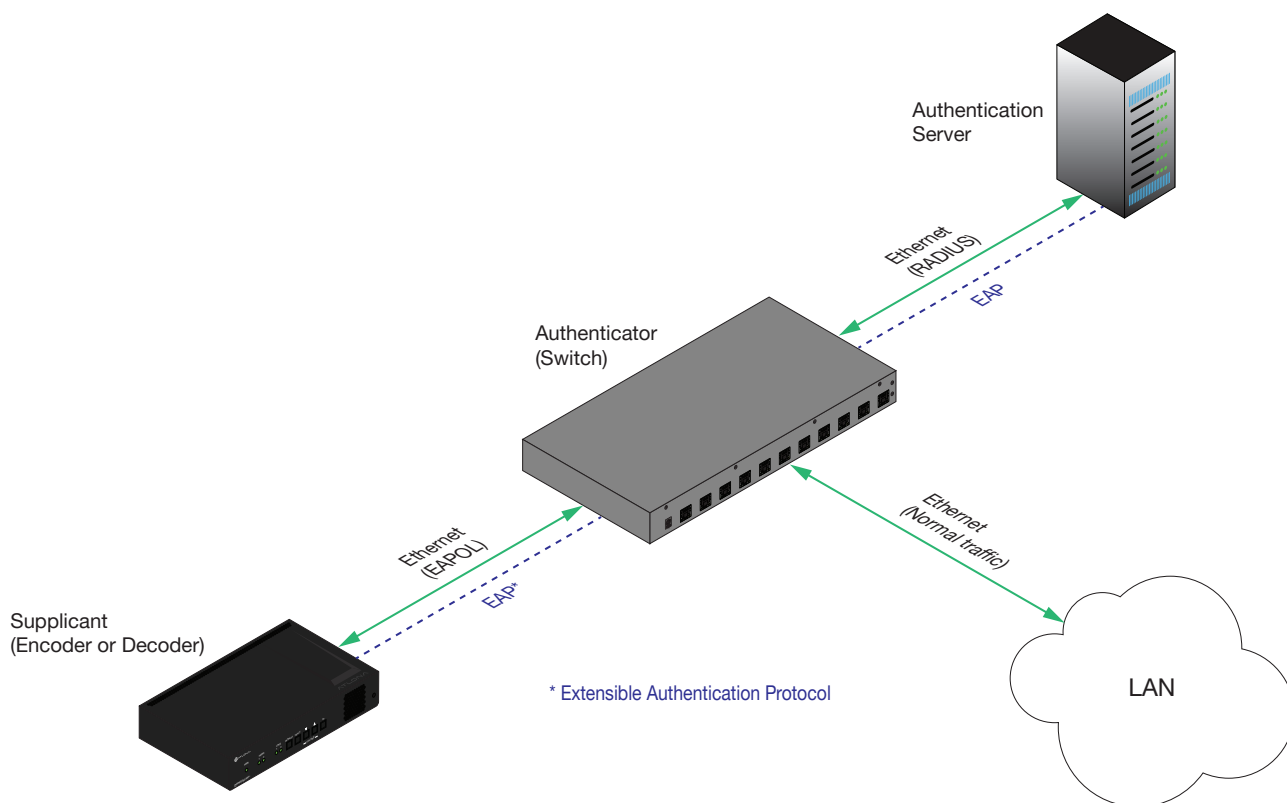 Authentication
Server
Ethernet
(RADIUS)
EAP
Authenticator
(Switch)
Ethernet
(Normal traffic)
Ethernet
(EAPOL)
EAP*
Supplicant
(Encoder or Decoder)
* Extensible Authentication Protocol
LAN